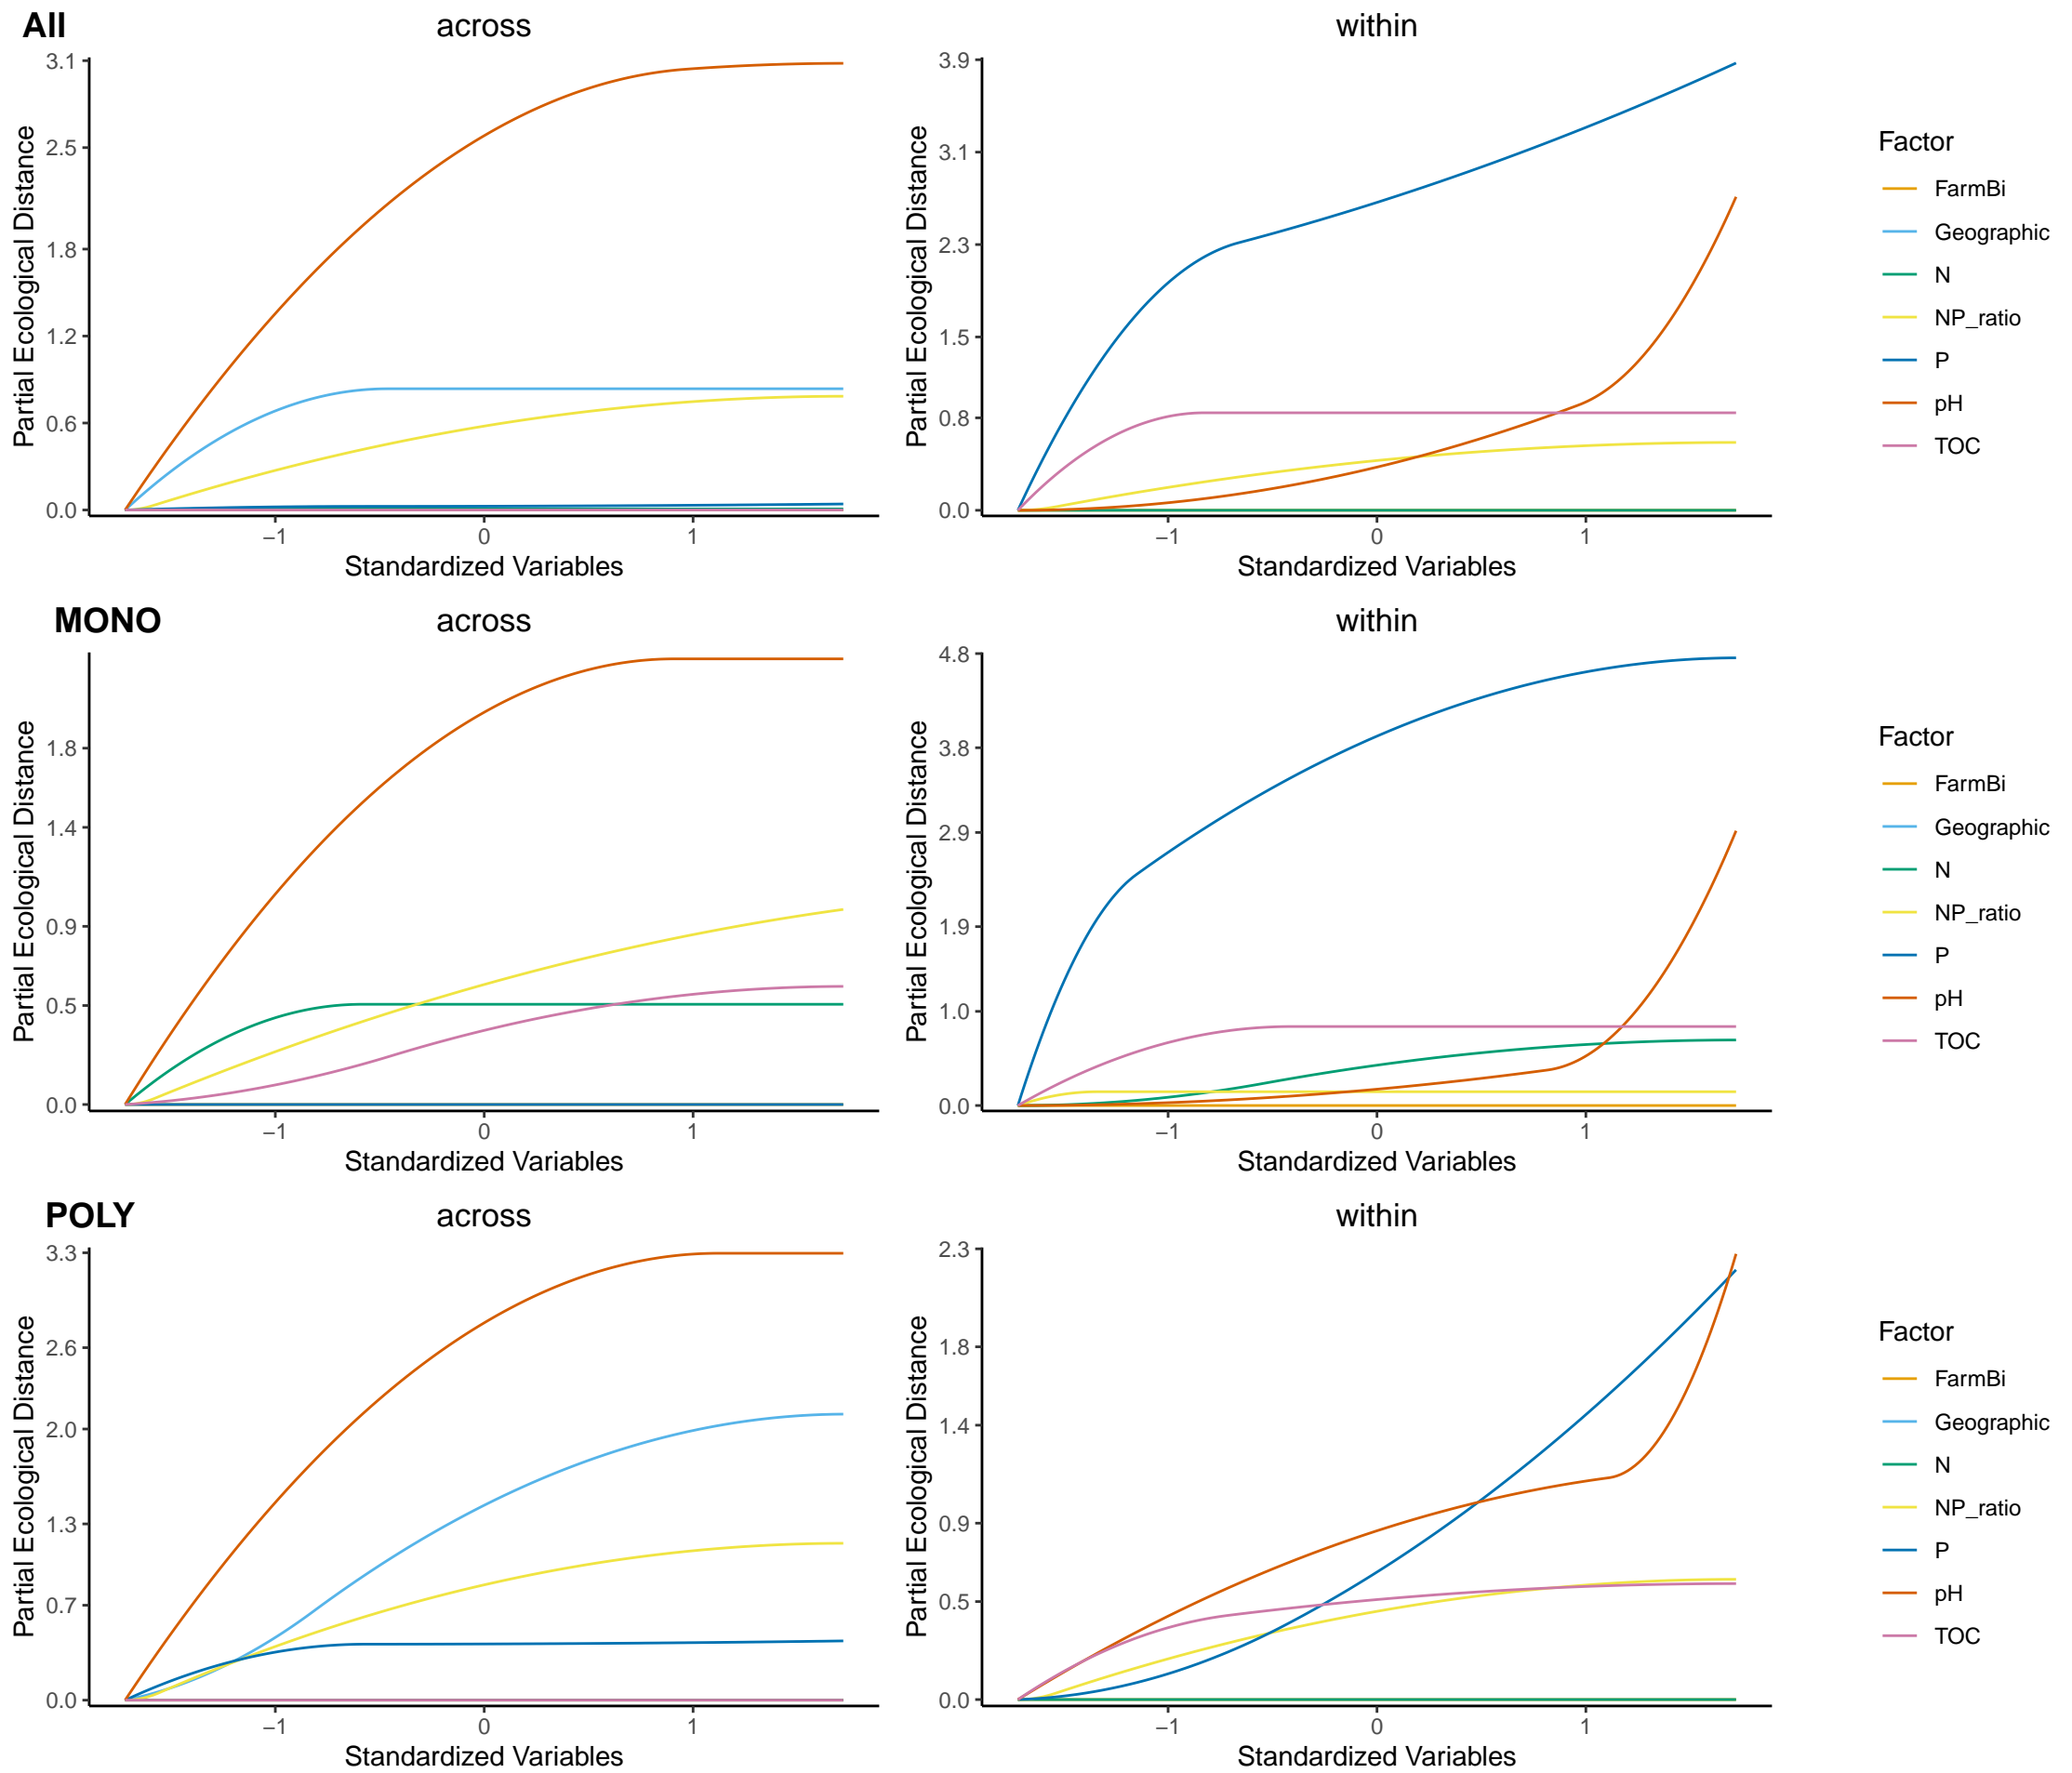 All
across
within
Partial Ecological Distance
3.1
2.5
1.8
1.2
0.6
0.0
−1
0
1
Standardized Variables
Partial Ecological Distance
3.9
3.1
2.3
1.5
0.8
0.0
−1
0
1
Standardized Variables
Factor
FarmBi
Geographic
N
NP_ratio
P
pH
TOC
MONO
across
within
Partial Ecological Distance
1.8
1.4
0.9
0.5
0.0
−1
0
1
Standardized Variables
Partial Ecological Distance
4.8
3.8
2.9
1.9
1.0
0.0
−1
0
1
Standardized Variables
Factor
FarmBi
Geographic
N
NP_ratio
P
pH
TOC
POLY
across
within
Partial Ecological Distance
3.3
2.6
2.0
1.3
0.7
0.0
−1
0
1
Standardized Variables
Partial Ecological Distance
2.3
1.8
1.4
0.9
0.5
0.0
−1
0
1
Standardized Variables
Factor
FarmBi
Geographic
N
NP_ratio
P
pH
TOC